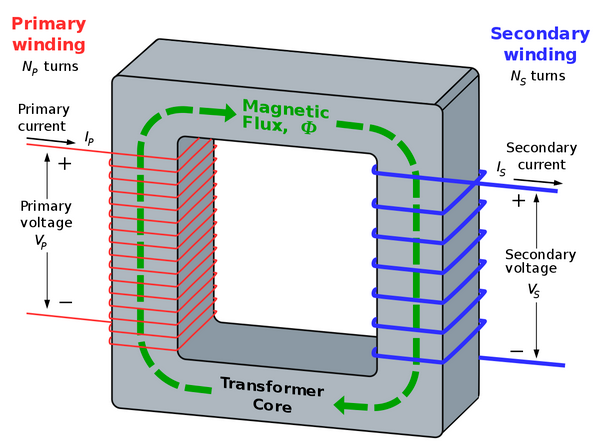 Primary
winding
N_P turns
Primary
current
I_P
+
Primary
voltage
V_P
−
Magnetic
Flux, Φ
Transformer
Core
Secondary
winding
N_S turns
Secondary
current
I_S
+
Secondary
voltage
V_S
−